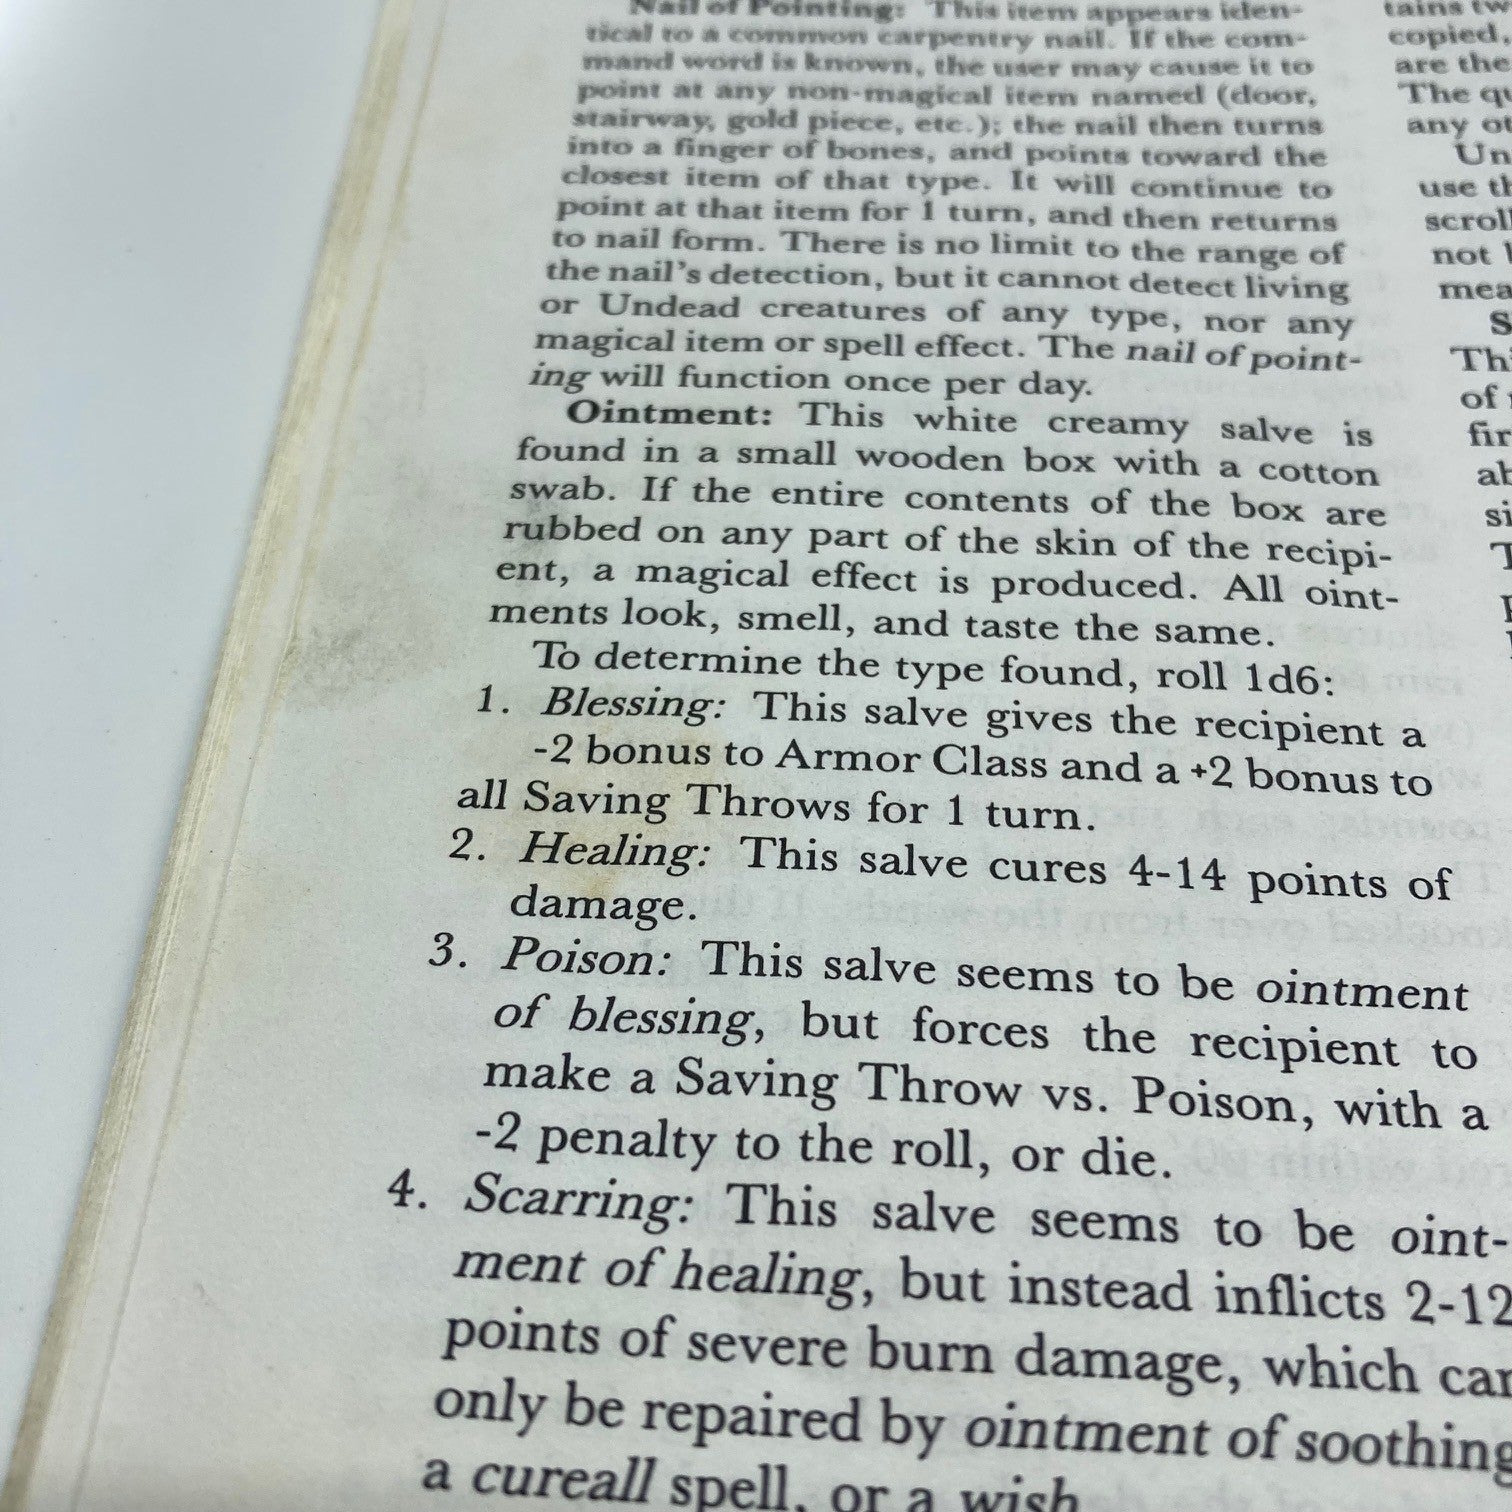 Nail of Pointing: This item appears iden-
tical to a common carpentry nail. If the com-
mand word is known, the user may cause it to
point at any non-magical item named (door,
stairway, gold piece, etc.); the nail then turns
into a finger of bones, and points toward the
closest item of that type. It will continue to
point at that item for 1 turn, and then returns
to nail form. There is no limit to the range of
the nail's detection, but it cannot detect living
or Undead creatures of any type, nor any
magical item or spell effect. The nail of point-
ing will function once per day.
Ointment: This white creamy salve is
found in a small wooden box with a cotton
swab. If the entire contents of the box are
rubbed on any part of the skin of the recipi-
ent, a magical effect is produced. All oint-
ments look, smell, and taste the same.
To determine the type found, roll 1d6:
1. Blessing: This salve gives the recipient a
-2 bonus to Armor Class and a +2 bonus to
all Saving Throws for 1 turn.
2. Healing: This salve cures 4-14 points of
damage.
3. Poison: This salve seems to be ointment
of blessing, but forces the recipient to
make a Saving Throw vs. Poison, with a
-2 penalty to the roll, or die.
4. Scarring: This salve seems to be oint-
ment of healing, but instead inflicts 2-12
points of severe burn damage, which can
only be repaired by ointment of soothing
a cureall spell, or a wish
copied.
are the
The
any
use
scroll
not